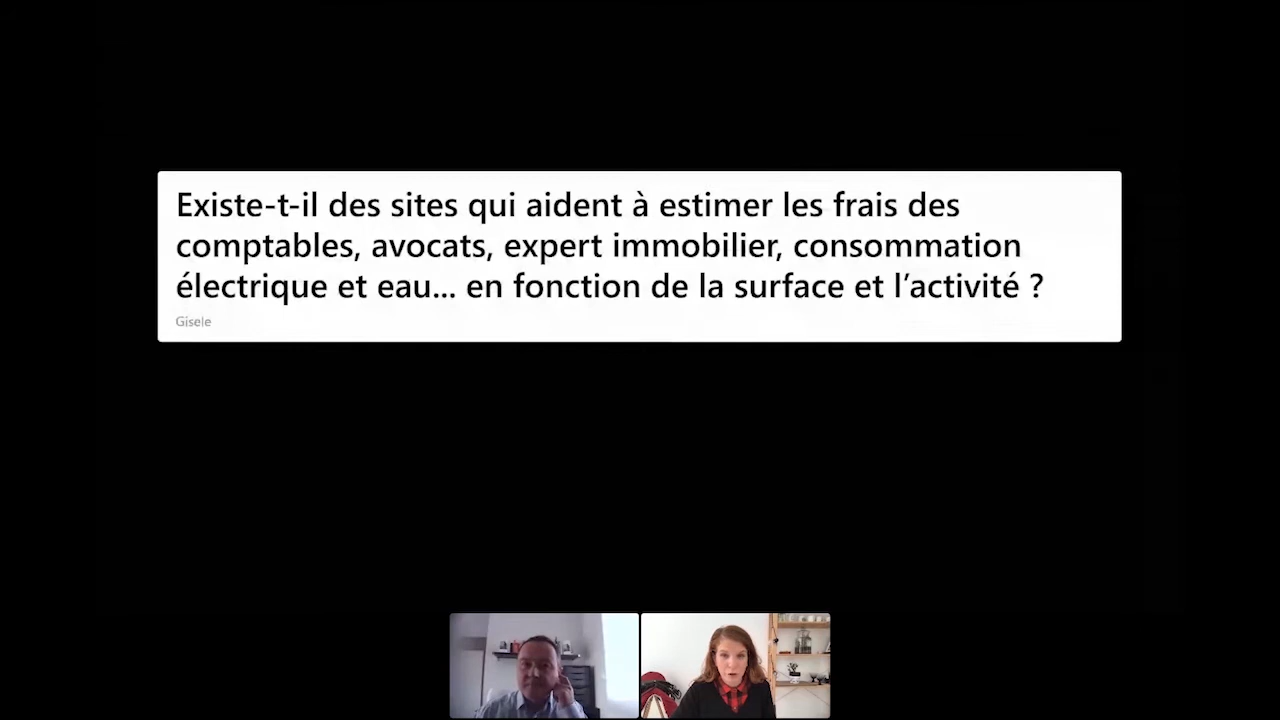 Existe-t-il des sites qui aident à estimer les frais des
comptables, avocats, expert immobilier, consommation
électrique et eau... en fonction de la surface et l’activité ?
Gisele